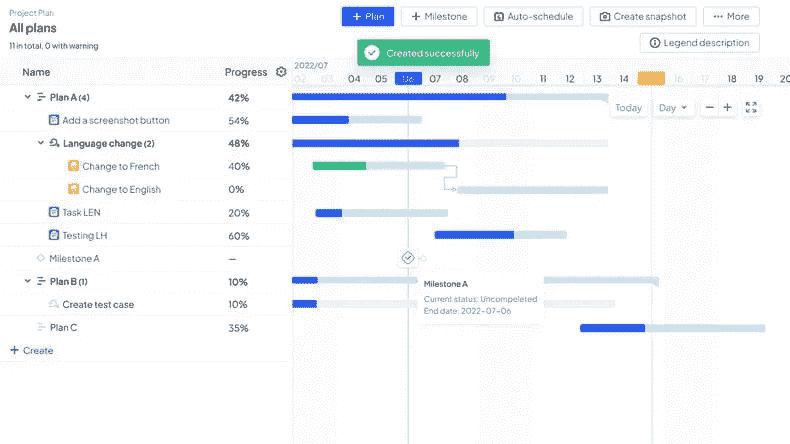 Project Plan
All plans
11 in total, 0 with warning
+ Plan
+ Milestone
Auto-schedule
Create snapshot
More
Legend description
Created successfully
Name
Progress
2022/07
02 03 04 05 06 07 08 09 10 11 12 13 14 16 17 18 19 20
Today
Day
Plan A (4)
42%
Add a screenshot button
54%
Language change (2)
48%
Change to French
40%
Change to English
0%
Task LEN
20%
Testing LH
60%
Milestone A
—
Plan B (1)
10%
Create test case
10%
Plan C
35%
+ Create
Milestone A
Current status: Uncompeleted
End date: 2022-07-06